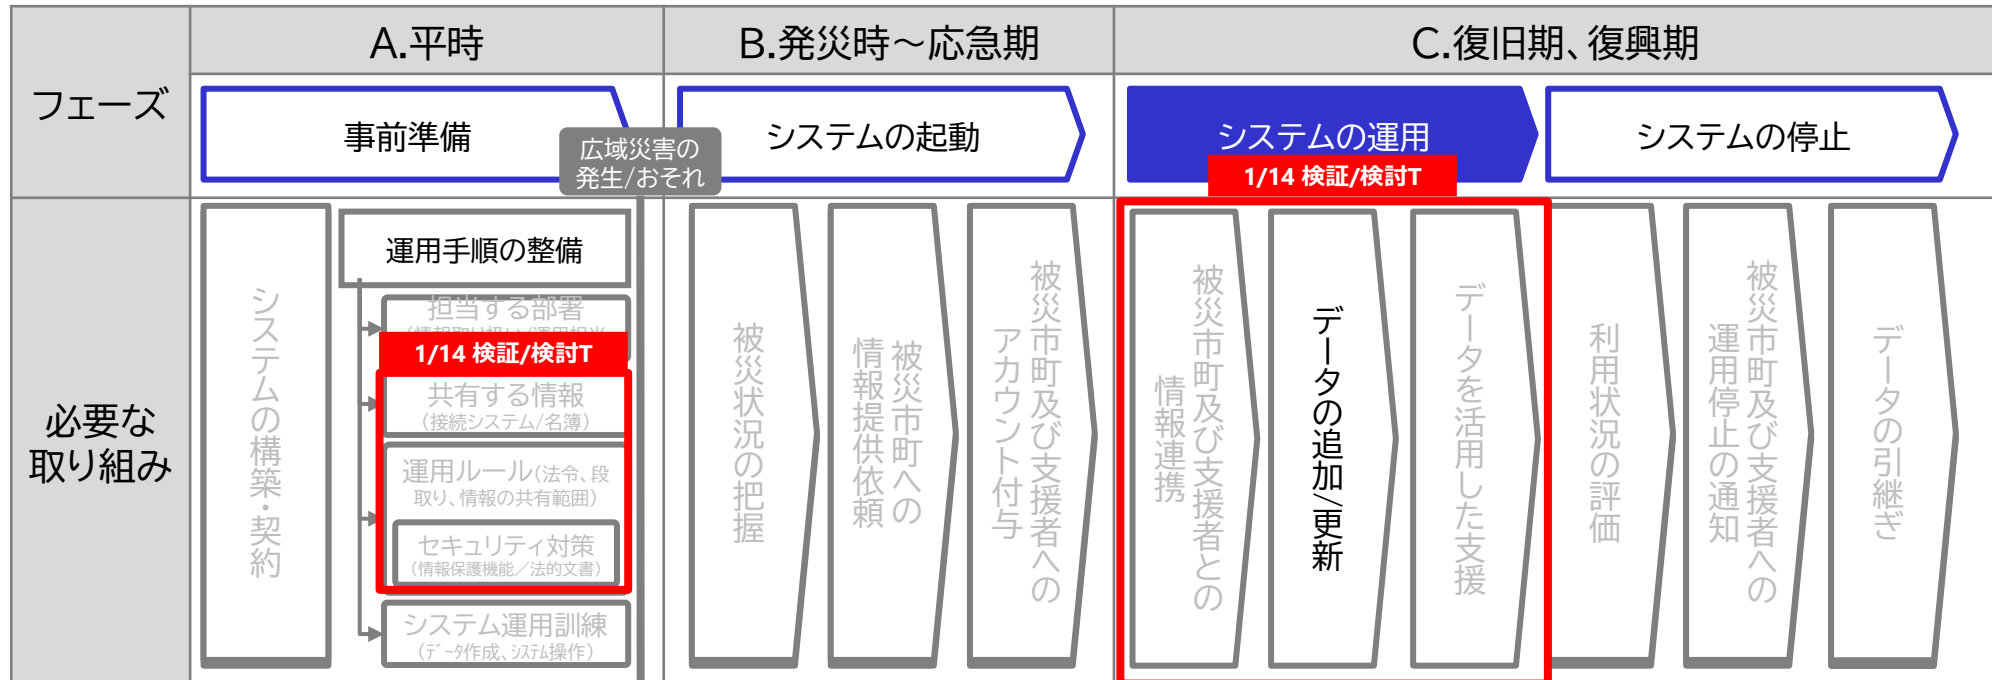 フェーズ
A.平時
B.発災時～応急期
C.復旧期、復興期
事前準備
広域災害の
発生/おそれ
システムの起動
システムの運用
1/14 検証/検討T
システムの停止
必要な
取り組み
システムの構築・契約
運用手順の整備
担当する部署
1/14 検証/検討T
共有する情報
（接続システム/名簿）
運用ルール（法令、段
取り、情報の共有範囲）
セキュリティ対策
（情報保護機能／法的文書）
システム運用訓練
（ﾃﾞｰﾀ作成、ｼｽﾃﾑ操作）
被災状況の把握
被災市町への
情報提供依頼
被災市町及び支援者への
アカウント付与
被災市町及び支援者との
情報連携
データの追加/更新
データを活用した支援
利用状況の評価
被災市町及び支援者への
運用停止の通知
データの引継ぎ